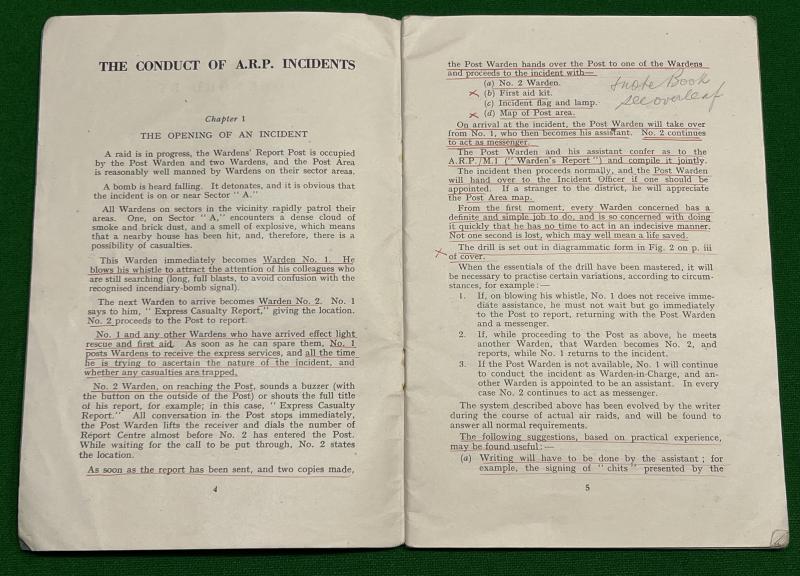 THE CONDUCT OF A.R.P. INCIDENTS
Chapter 1
THE OPENING OF AN INCIDENT
A raid is in progress, the Wardens' Report Post is occupied
by the Post Warden and two Wardens, and the Post Area
is reasonably well manned by Wardens on their sector areas.
A bomb is heard falling. It detonates, and it is obvious that
the incident is on or near Sector "A."
All Wardens on sectors in the vicinity rapidly patrol their
areas. One, on Sector "A," encounters a dense cloud of
smoke and brick dust, and a smell of explosive, which means
that a nearby house has been hit, and, therefore, there is a
possibility of casualties.
This Warden immediately becomes Warden No. 1. He
blows his whistle to attract the attention of his colleagues who
are still searching (long, full blasts, to avoid confusion with the
recognised incendiary-bomb signal).
The next Warden to arrive becomes Warden No. 2. No. 1
says to him, "Express Casualty Report," giving the location.
No. 2 proceeds to the Post to report.
No. 1 and any other Wardens who have arrived effect light
rescue and first aid. As soon as he can spare them, No. 1
posts Wardens to receive the express services, and all the time
he is trying to ascertain the nature of the incident, and
whether any casualties are trapped.
No. 2 Warden, on reaching the Post, sounds a buzzer (with
the button on the outside of the Post) or shouts the full title
of his report, for example; in this case, "Express Casualty
Report." All conversation in the Post stops immediately,
the Post Warden lifts the receiver and dials the number of
Report Centre almost before No. 2 has entered the Post.
While waiting for the call to be put through, No. 2 states
the location.
As soon as the report has been sent, and two copies made,
4
the Post Warden hands over the Post to one of the Wardens
and proceeds to the incident with—
(a) No. 2 Warden.
(b) First aid kit.
(c) Incident flag and lamp.
(d) Map of Post area.
+note Book
see overleaf
On arrival at the incident, the Post Warden will take over
from No. 1, who then becomes his assistant. No. 2 continues
to act as messenger.
The Post Warden and his assistant confer as to the
A.R.P./M.1 ("Warden's Report") and compile it jointly.
The incident then proceeds normally, and the Post Warden
will hand over to the Incident Officer if one should be
appointed. If a stranger to the district, he will appreciate
the Post Area map.
From the first moment, every Warden concerned has a
definite and simple job to do, and is so concerned with doing
it quickly that he has no time to act in an indecisive manner.
Not one second is lost, which may well mean a life saved.
The drill is set out in diagrammatic form in Fig. 2 on p. iii
of cover.
When the essentials of the drill have been mastered, it will
be necessary to practise certain variations, according to circum-
stances, for example:—
1. If, on blowing his whistle, No. 1 does not receive imme-
diate assistance, he must not wait but go immediately
to the Post to report, returning with the Post Warden
and a messenger.
2. If, while proceeding to the Post as above, he meets
another Warden, that Warden becomes No. 2, and
reports, while No. 1 returns to the incident.
3. If the Post Warden is not available, No. 1 will continue
to conduct the incident as Warden-in-Charge, and an-
other Warden is appointed to be an assistant. In every
case No. 2 continues to act as messenger.
The system described above has been evolved by the writer
during the course of actual air raids, and will be found to
answer all normal requirements.
The following suggestions, based on practical experience,
may be found useful:—
(a) Writing will have to be done by the assistant; for
example, the signing of "chits" presented by the
5